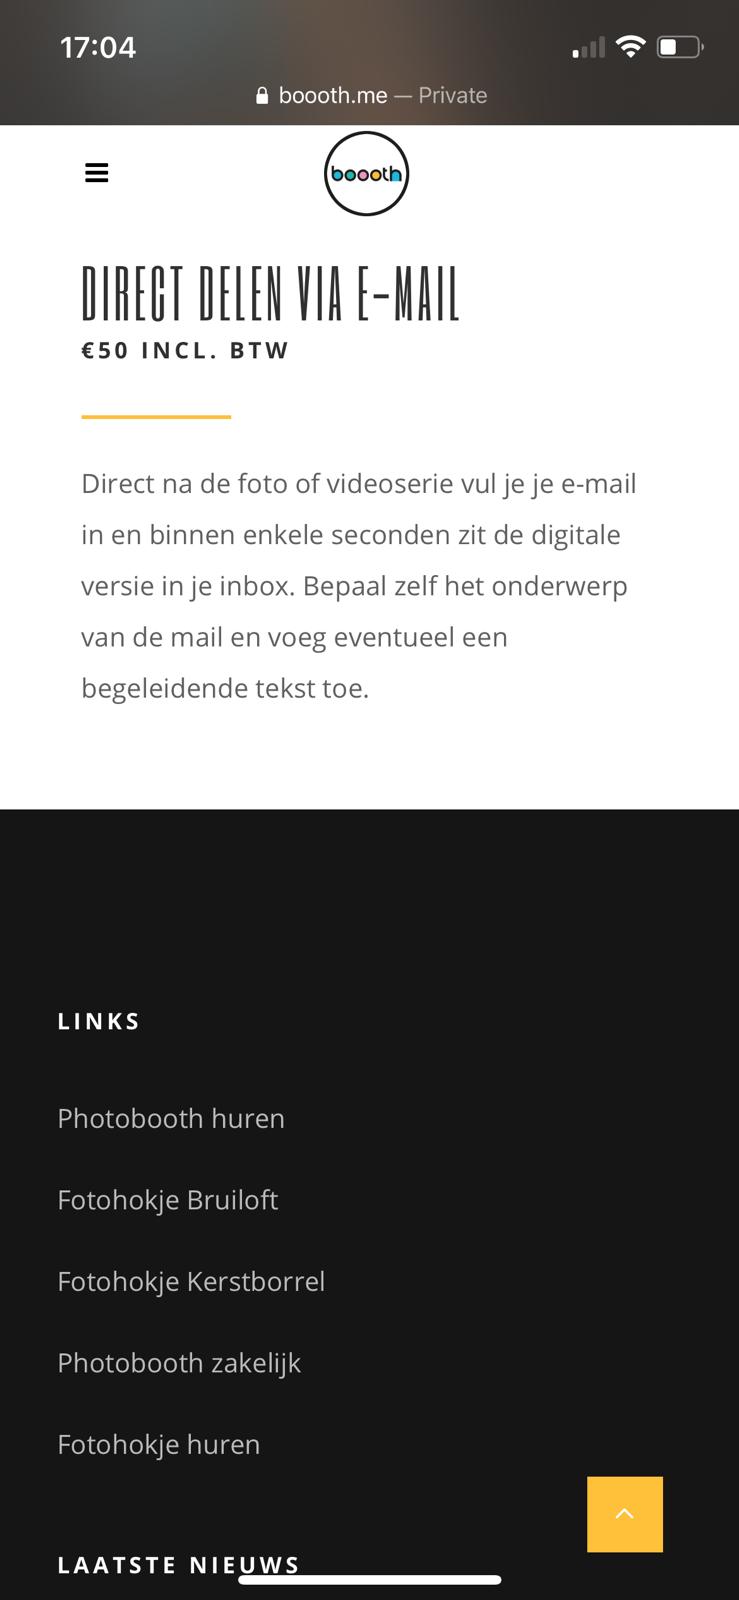 17:04
boooth.me — Private
boooth
DIRECT DELEN VIA E-MAIL
€50 INCL. BTW
Direct na de foto of videoserie vul je je e-mail
in en binnen enkele seconden zit de digitale
versie in je inbox. Bepaal zelf het onderwerp
van de mail en voeg eventueel een
begeleidende tekst toe.
LINKS
Photobooth huren
Fotohokje Bruiloft
Fotohokje Kerstborrel
Photobooth zakelijk
Fotohokje huren
LAATSTE NIEUWS